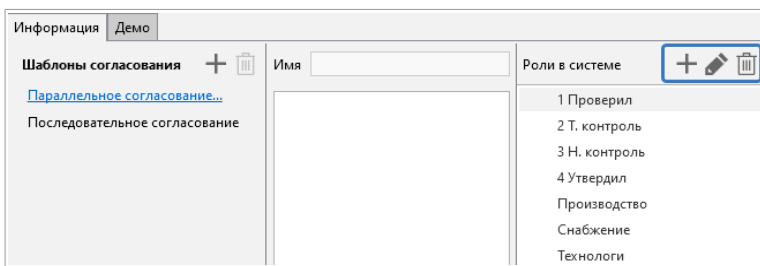 Информация Демо
Шаблоны согласования
Параллельное согласование...
Последовательное согласование
Имя
Роли в системе
1 Проверил
2 Т. контроль
3 Н. контроль
4 Утвердил
Производство
Снабжение
Технологи